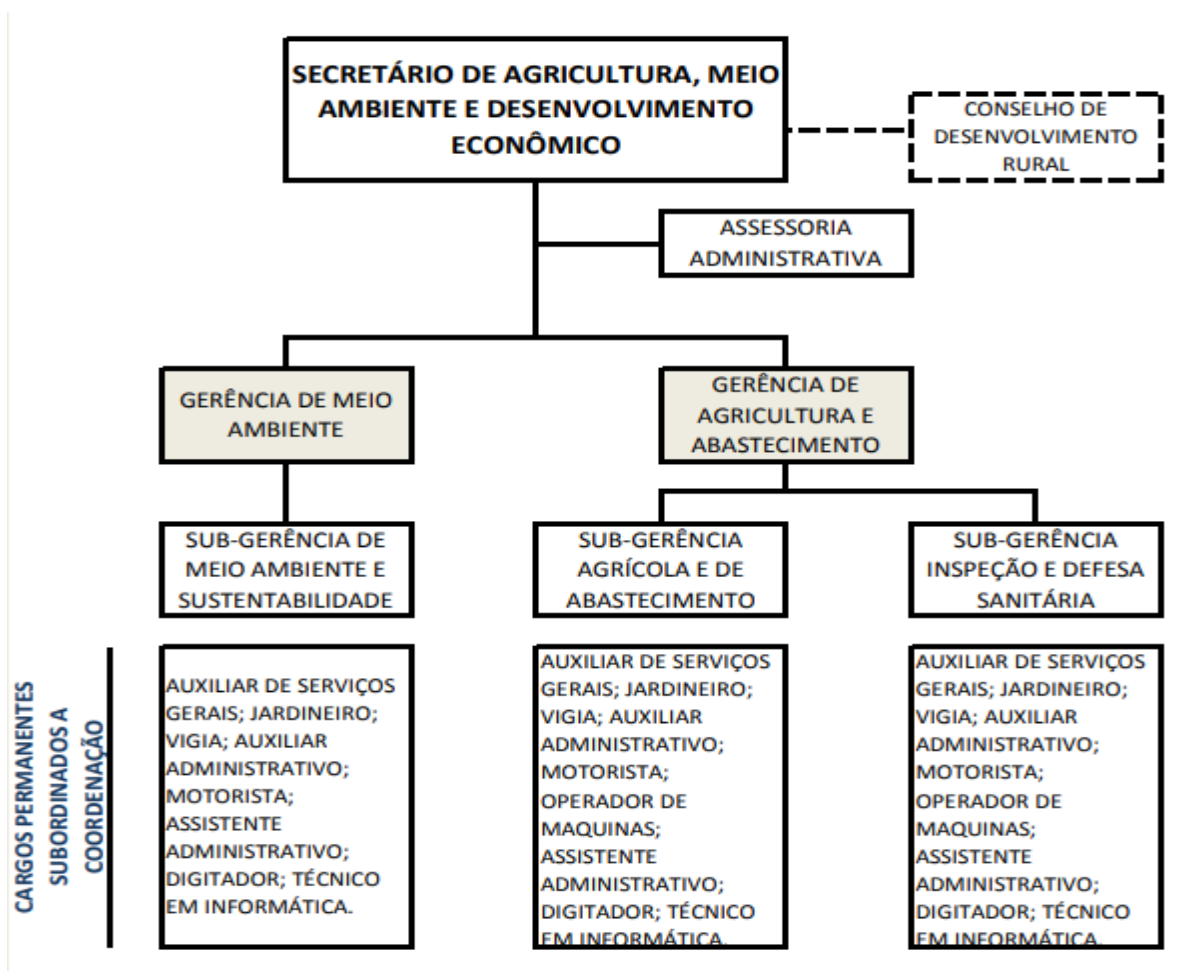 SECRETÁRIO DE AGRICULTURA, MEIO
AMBIENTE E DESENVOLVIMENTO
ECONÔMICO
CONSELHO DE
DESENVOLVIMENTO
RURAL
ASSESSORIA
ADMINISTRATIVA
GERÊNCIA DE MEIO
AMBIENTE
GERÊNCIA DE
AGRICULTURA E
ABASTECIMENTO
SUB-GERÊNCIA DE
MEIO AMBIENTE E
SUSTENTABILIDADE
SUB-GERÊNCIA
AGRÍCOLA E DE
ABASTECIMENTO
SUB-GERÊNCIA
INSPEÇÃO E DEFESA
SANITÁRIA
CARGOS PERMANENTES
SUBORDINADOS A
COORDENAÇÃO
AUXILIAR DE SERVIÇOS
GERAIS; JARDINEIRO;
VIGIA; AUXILIAR
ADMINISTRATIVO;
MOTORISTA;
ASSISTENTE
ADMINISTRATIVO;
DIGITADOR; TÉCNICO
EM INFORMÁTICA.
AUXILIAR DE SERVIÇOS
GERAIS; JARDINEIRO;
VIGIA; AUXILIAR
ADMINISTRATIVO;
MOTORISTA;
OPERADOR DE
MAQUINAS;
ASSISTENTE
ADMINISTRATIVO;
DIGITADOR; TÉCNICO
EM INFORMÁTICA.
AUXILIAR DE SERVIÇOS
GERAIS; JARDINEIRO;
VIGIA; AUXILIAR
ADMINISTRATIVO;
MOTORISTA;
OPERADOR DE
MAQUINAS;
ASSISTENTE
ADMINISTRATIVO;
DIGITADOR; TÉCNICO
EM INFORMÁTICA.